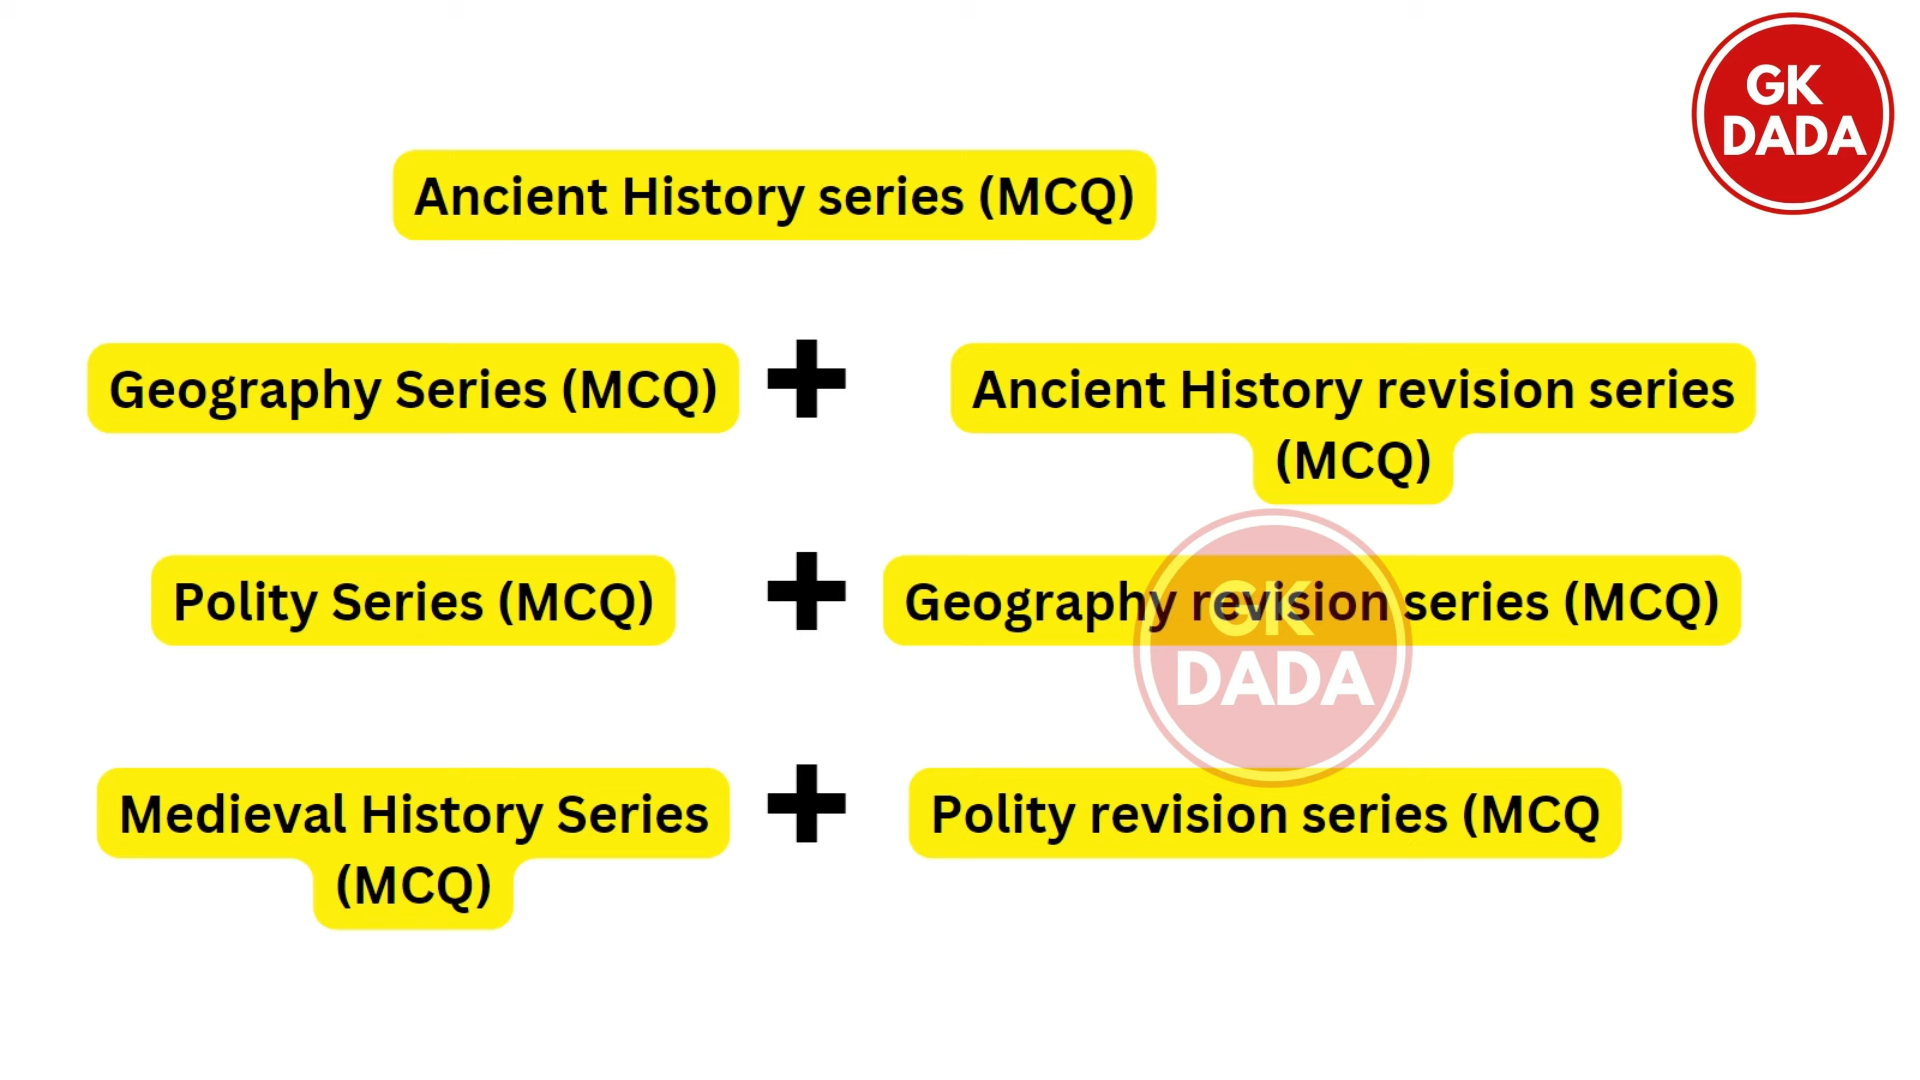 GK
DADA
Ancient History series (MCQ)
Geography Series (MCQ) + Ancient History revision series
(MCQ)
Polity Series (MCQ) + Geography revision series (MCQ)
GK
DADA
Medieval History Series + Polity revision series (MCQ
(MCQ)